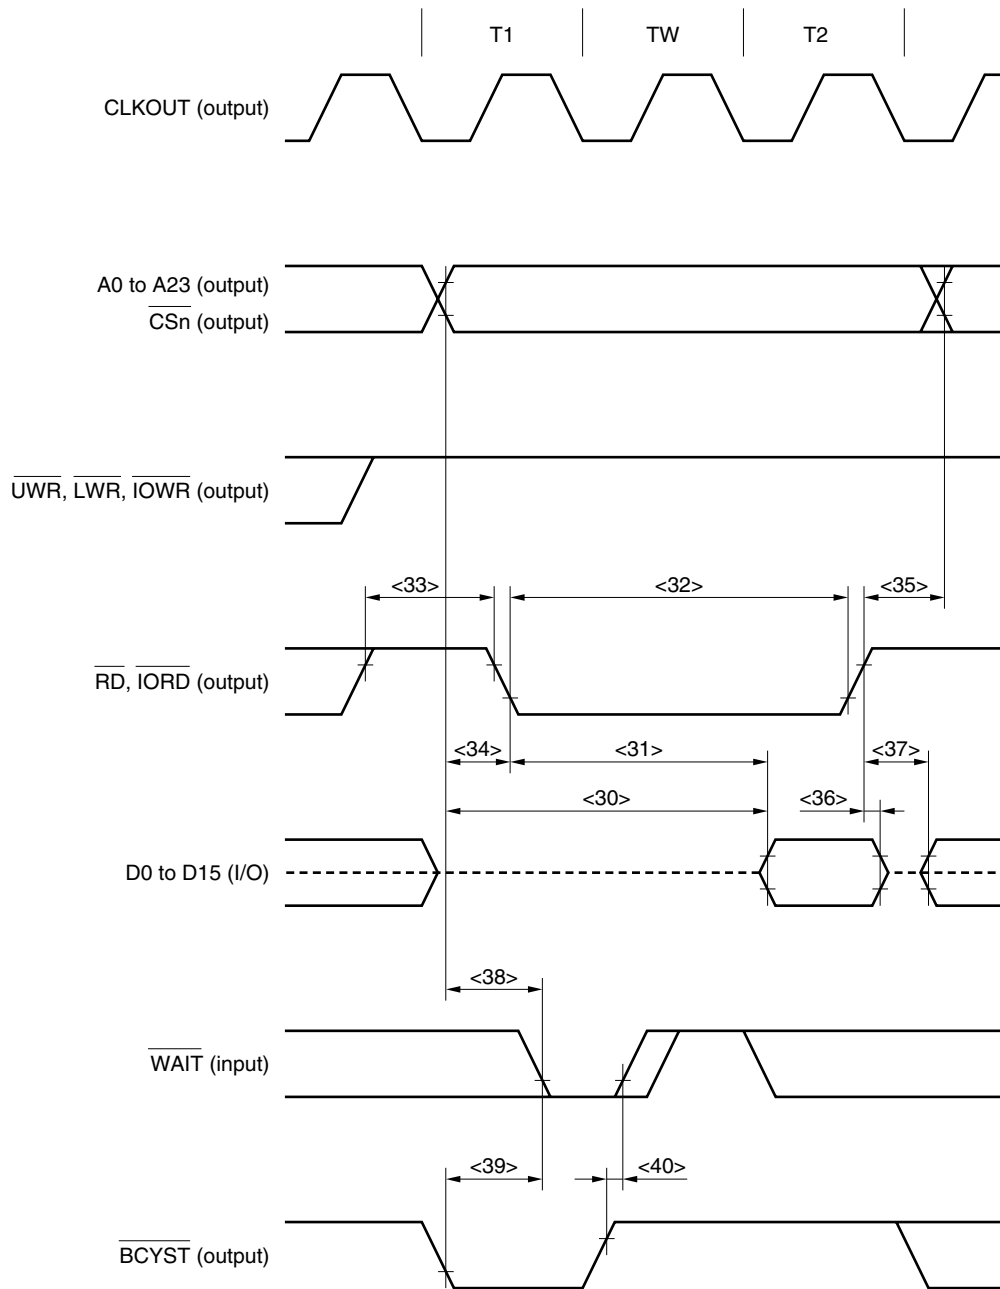 T1 TW T2
CLKOUT (output)
A0 to A23 (output)
CSn (output)
UWR, LWR, IOWR (output)
<33> <32> <35>
RD, IORD (output)
<34> <31> <37>
<30> <36>
D0 to D15 (I/O)
<38>
WAIT (input)
<39> <40>
BCYST (output)